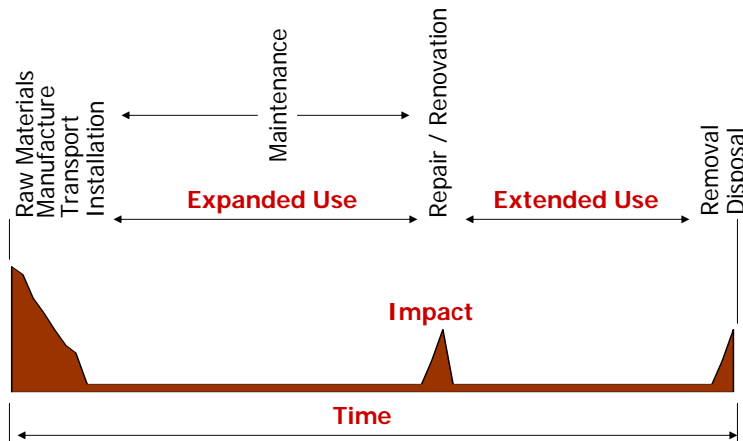 Raw Materials
Manufacture
Transport
Installation
Maintenance
Repair / Renovation
Removal
Disposal
Expanded Use
Extended Use
Impact
Time